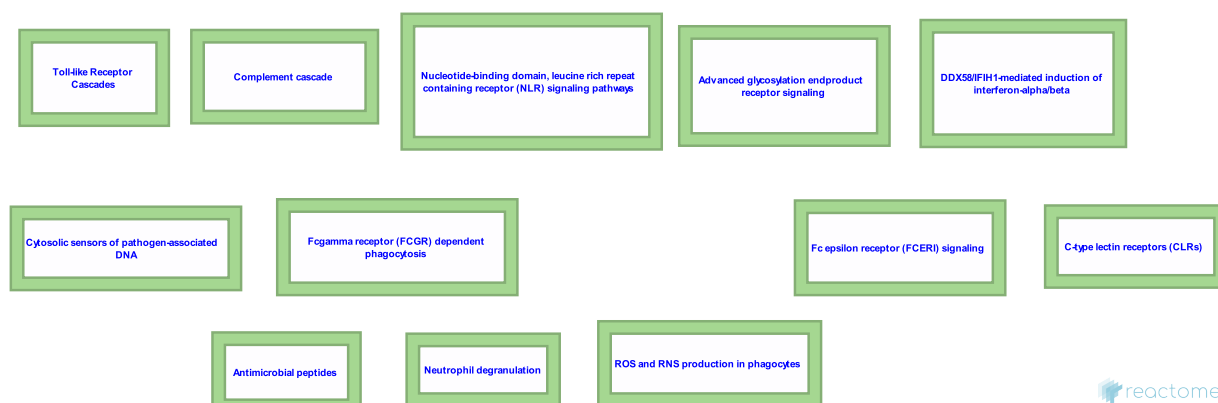 Toll-like Receptor
Cascades
Complement cascade
Nucleotide-binding domain, leucine rich repeat
containing receptor (NLR) signaling pathways
Advanced glycosylation endproduct
receptor signaling
DDX58/IFIH1-mediated induction of
interferon-alpha/beta
Cytosolic sensors of pathogen-associated
DNA
Fcgamma receptor (FCGR) dependent
phagocytosis
Fc epsilon receptor (FCERI) signaling
C-type lectin receptors (CLRs)
Antimicrobial peptides
Neutrophil degranulation
ROS and RNS production in phagocytes
reactome